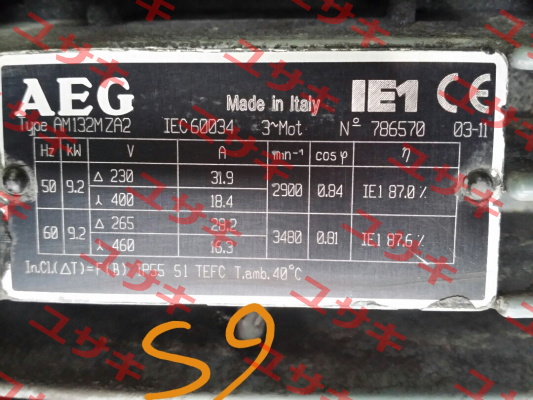 AEG Made in Italy IE1 CE
Type AM132MZA2 IEC60034 3~Mot N° 786570 03-11
Hz kW V A min-¹ cos φ η
50 9.2 Δ 230 31.9 2900 0.84 IE1 87.0 %
⅄ 400 18.4
60 9.2 Δ 265 28.2 3480 0.81 IE1 87.6 %
⅄ 460 16.3
In.Cl.(ΔT)=F(B) IP55 S1 TEFC T.amb.40°C
S9
ユサキ